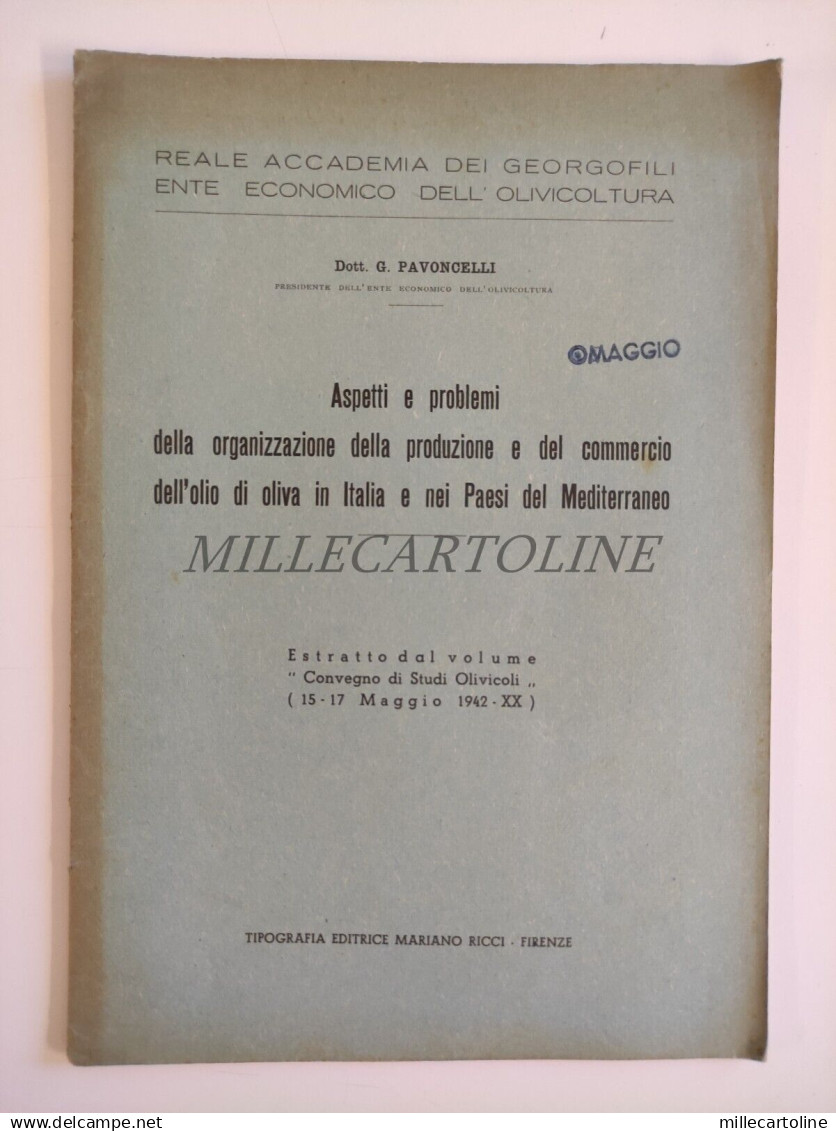 REALE ACCADEMIA DEI GEORGOFILI
ENTE ECONOMICO DELL' OLIVICOLTURA
Dott. G. PAVONCELLI
PRESIDENTE DELL'ENTE ECONOMICO DELL'OLIVICOLTURA
OMAGGIO
Aspetti e problemi
della organizzazione della produzione e del commercio
dell'olio di oliva in Italia e nei Paesi del Mediterraneo
MILLECARTOLINE
Estratto dal volume
" Convegno di Studi Olivicoli „
( 15 - 17 Maggio 1942 - XX )
TIPOGRAFIA EDITRICE MARIANO RICCI - FIRENZE
delcampe.net
millecartoline